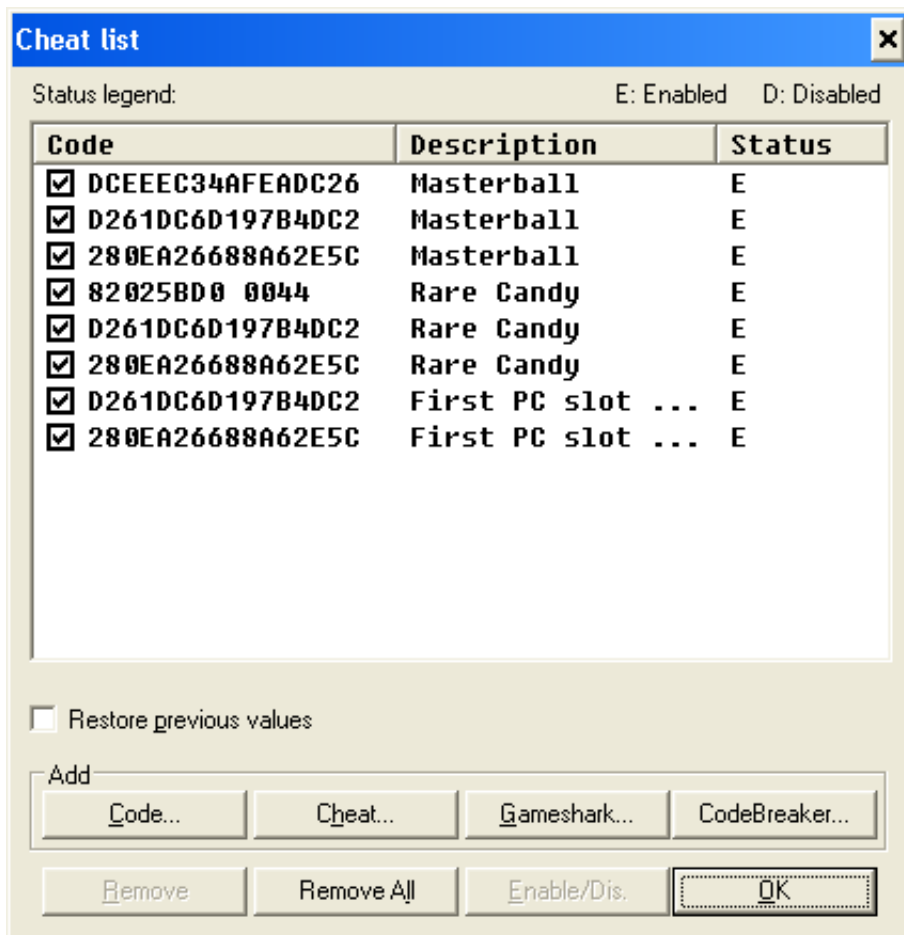 Cheat list
Status legend: E: Enabled D: Disabled
Code Description Status
DCEEEC34AFEADC26 Masterball E
D261DC6D197B4DC2 Masterball E
280EA26688A62E5C Masterball E
82025BD0 0044 Rare Candy E
D261DC6D197B4DC2 Rare Candy E
280EA26688A62E5C Rare Candy E
D261DC6D197B4DC2 First PC slot ... E
280EA26688A62E5C First PC slot ... E
Restore previous values
Add
Code... Cheat... Gameshark... CodeBreaker...
Remove Remove All Enable/Dis. OK